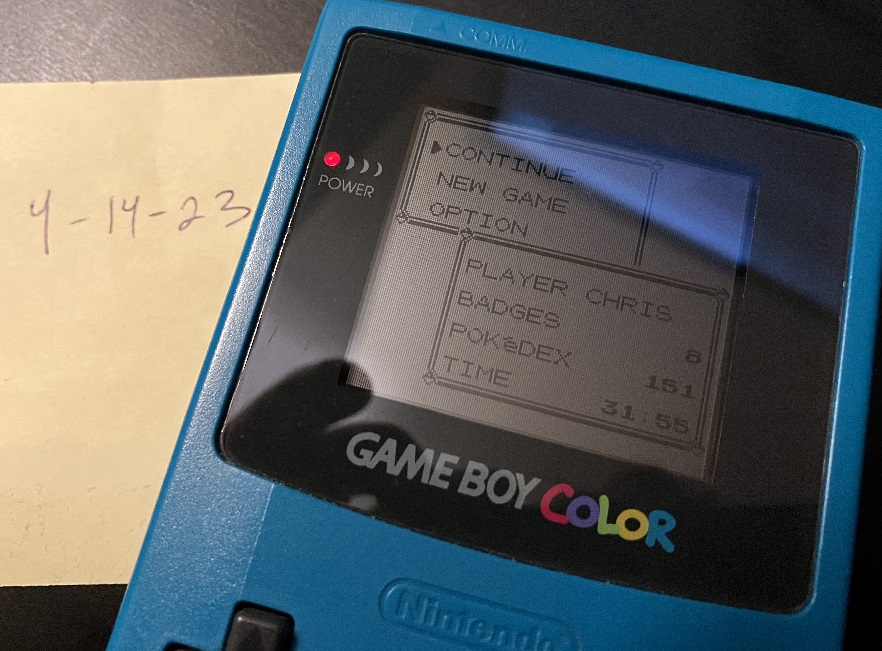 COMM.
4-14-23
POWER
CONTINUE
NEW GAME
OPTION
PLAYER CHRIS
BADGES 8
POKéDEX 151
TIME 31:55
GAME BOY COLOR
Nintendo